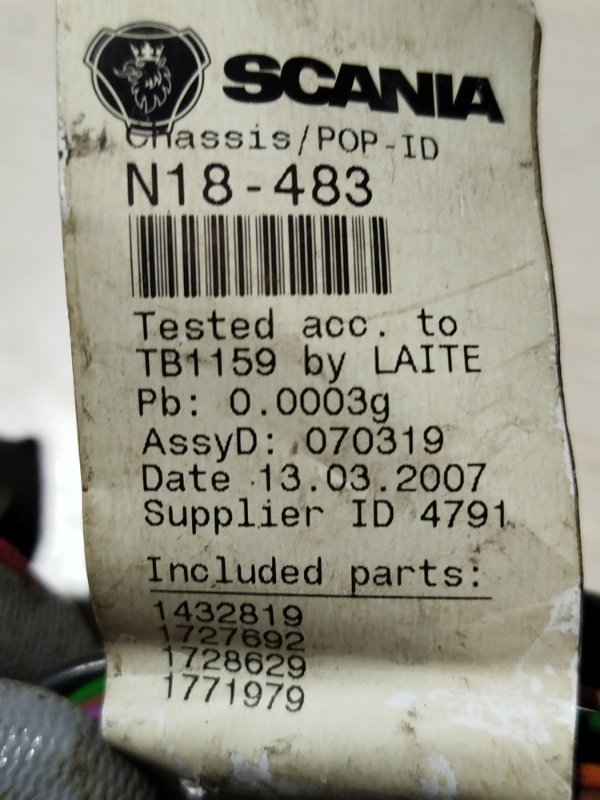 SCANIA
Chassis/POP-ID
N18-483
Tested acc. to
TB1159 by LAITE
Pb: 0.0003g
AssyD: 070319
Date 13.03.2007
Supplier ID 4791
Included parts:
1432819
1727692
1728629
1771979